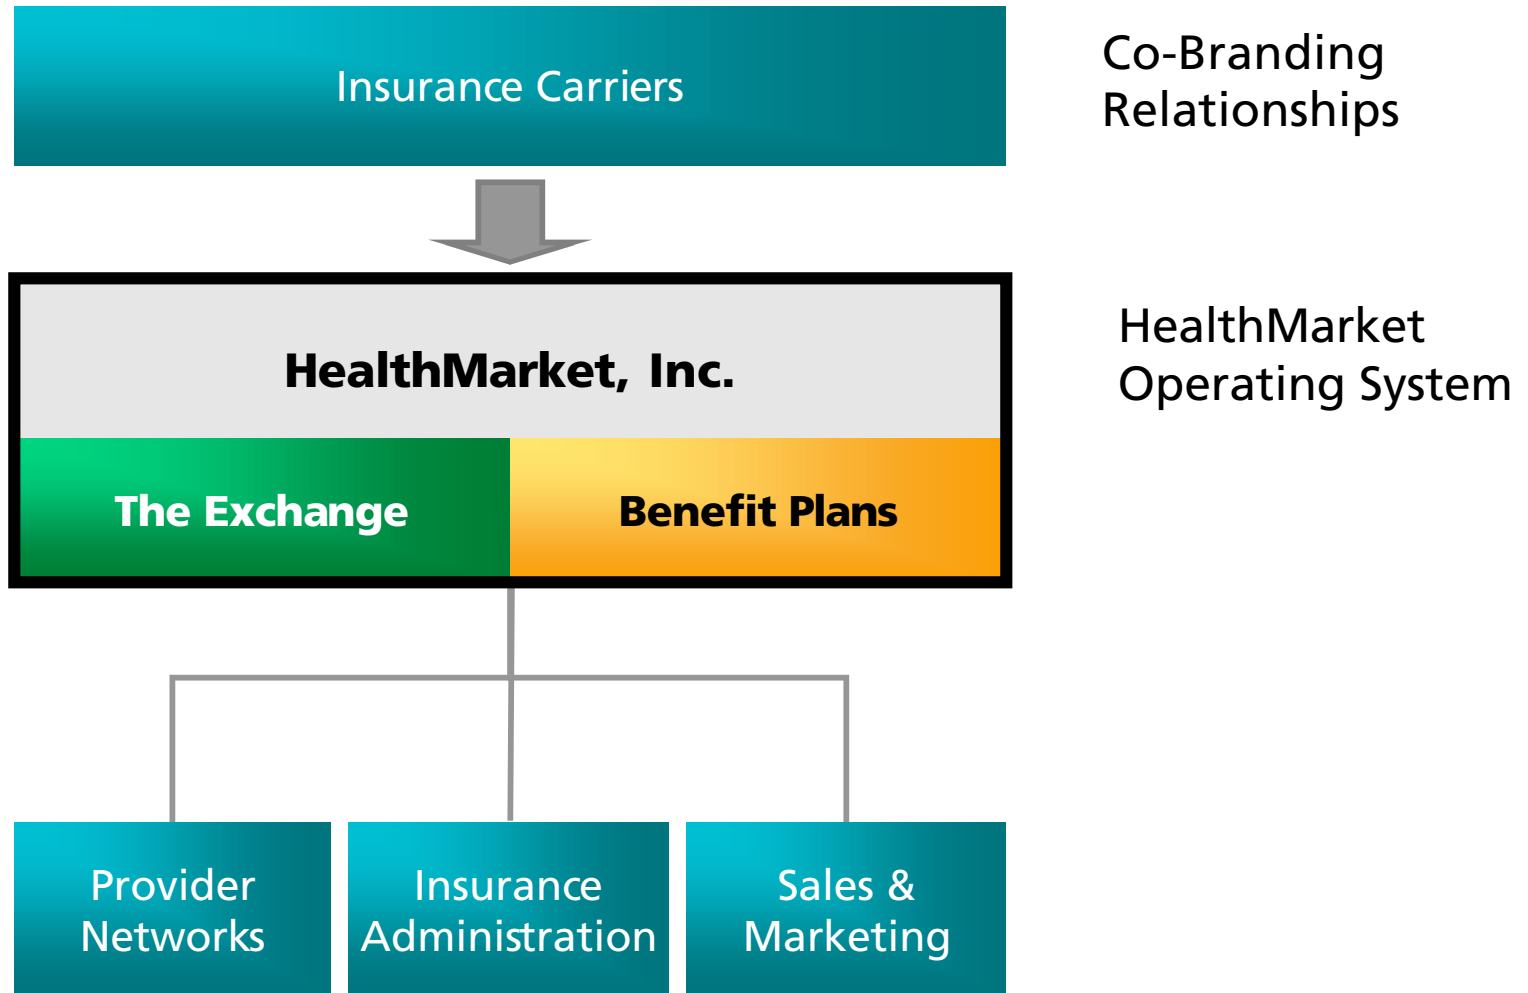 Insurance Carriers
Co-Branding
Relationships
HealthMarket, Inc.
HealthMarket
Operating System
The Exchange
Benefit Plans
Provider
Networks
Insurance
Administration
Sales &
Marketing